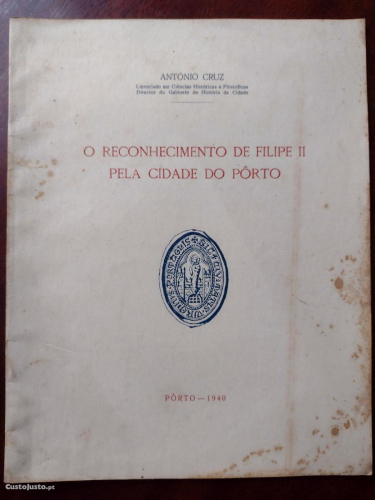 ANTÓNIO CRUZ
Licenciado em Ciências Históricas e Filosóficas
Director do Gabinete de História da Cidade
O RECONHECIMENTO DE FILIPE II
PELA CIDADE DO PÔRTO
PÔRTO — 1940
CustoJusto.pt